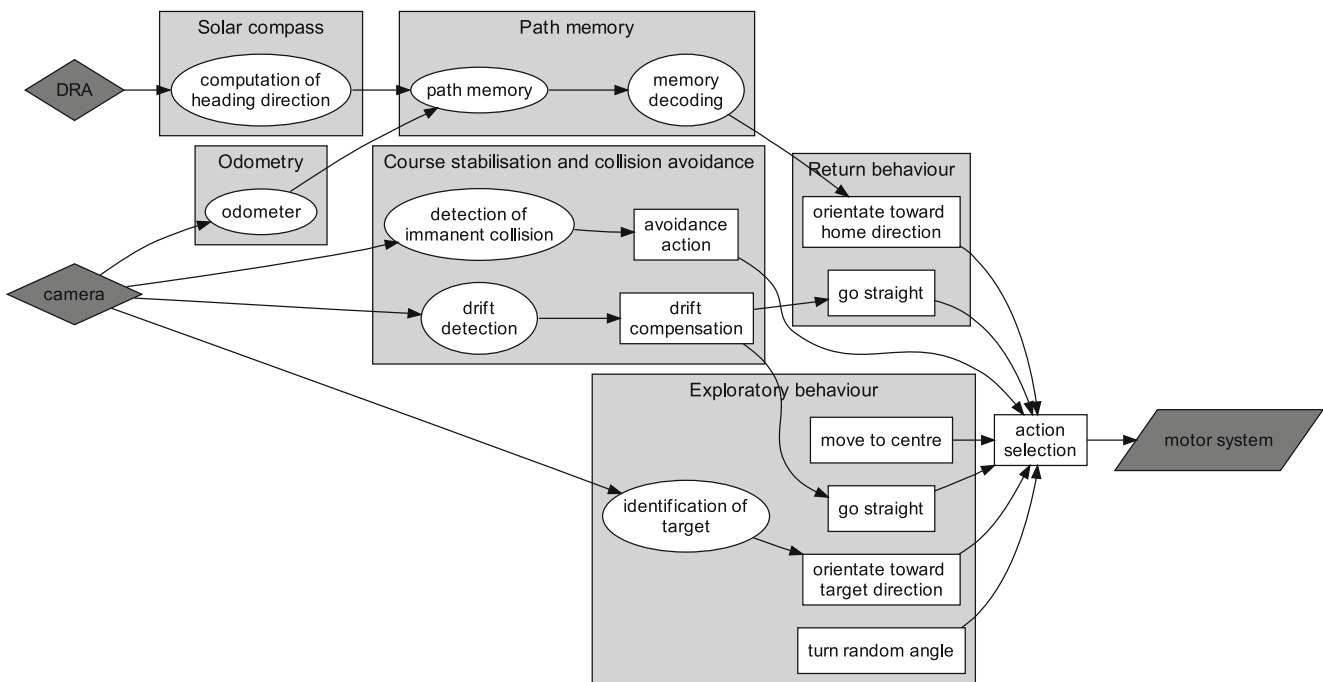 Solar compass
Path memory
DRA
computation of
heading direction
path memory
memory
decoding
Odometry
odometer
Course stabilisation and collision avoidance
detection of
immanent collision
avoidance
action
Return behaviour
orientate toward
home direction
camera
drift
detection
drift
compensation
go straight
Exploratory behaviour
move to centre
action
selection
motor system
identification of
target
go straight
orientate toward
target direction
turn random angle